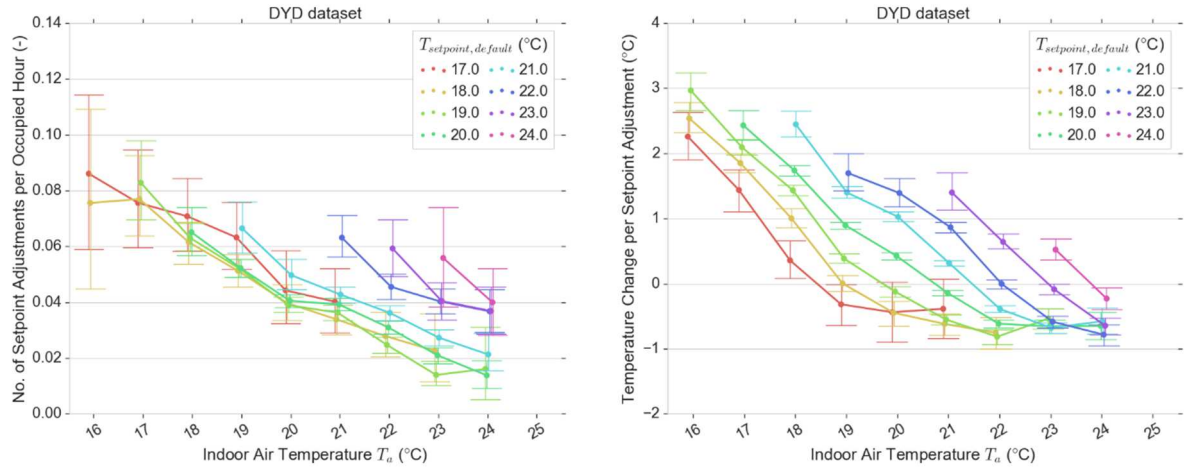 DYD dataset
No. of Setpoint Adjustments per Occupied Hour (-)
0.14
0.12
0.10
0.08
0.06
0.04
0.02
0.00
T_setpoint,default (°C)
17.0 21.0
18.0 22.0
19.0 23.0
20.0 24.0
16 17 18 19 20 21 22 23 24 25
Indoor Air Temperature T_a (°C)
DYD dataset
Temperature Change per Setpoint Adjustment (°C)
4
3
2
1
0
−1
−2
T_setpoint,default (°C)
17.0 21.0
18.0 22.0
19.0 23.0
20.0 24.0
16 17 18 19 20 21 22 23 24 25
Indoor Air Temperature T_a (°C)